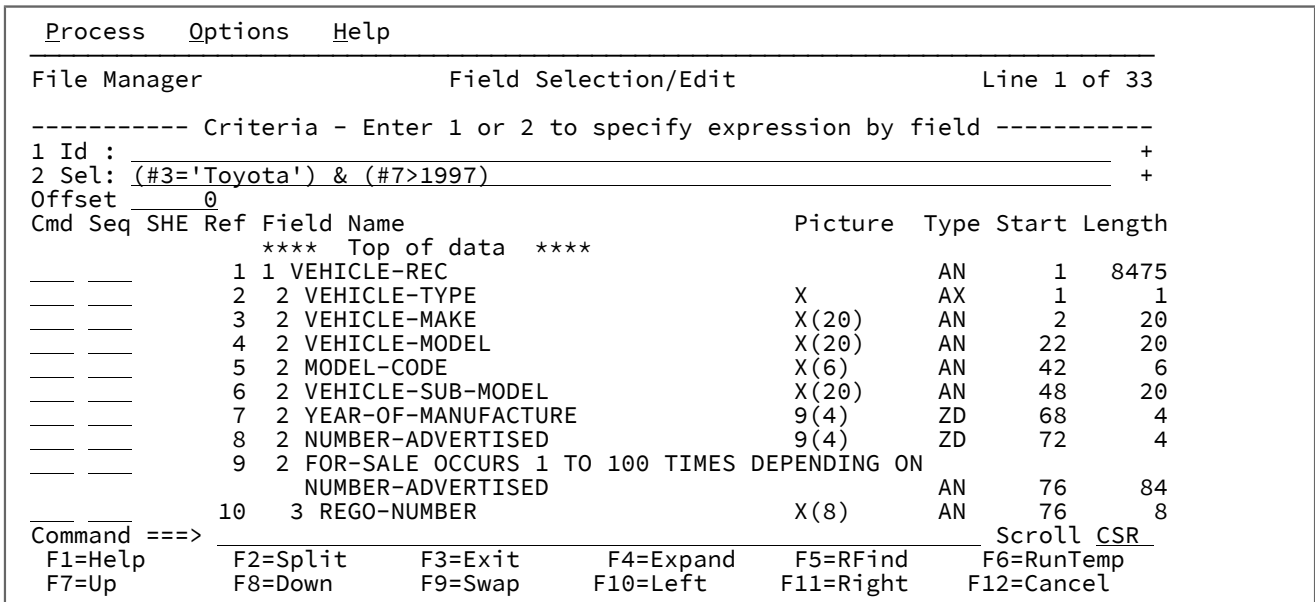 Process   Options   Help
File Manager                 Field Selection/Edit                 Line 1 of 33
----------- Criteria - Enter 1 or 2 to specify expression by field -----------
1 Id : +
2 Sel: (#3='Toyota') & (#7>1997) +
Offset 0
Cmd Seq SHE Ref Field Name                           Picture  Type Start Length
**** Top of data ****
1 1 VEHICLE-REC AN 1 8475
2 2 VEHICLE-TYPE X AX 1 1
3 2 VEHICLE-MAKE X(20) AN 2 20
4 2 VEHICLE-MODEL X(20) AN 22 20
5 2 MODEL-CODE X(6) AN 42 6
6 2 VEHICLE-SUB-MODEL X(20) AN 48 20
7 2 YEAR-OF-MANUFACTURE 9(4) ZD 68 4
8 2 NUMBER-ADVERTISED 9(4) ZD 72 4
9 2 FOR-SALE OCCURS 1 TO 100 TIMES DEPENDING ON
NUMBER-ADVERTISED AN 76 84
10 3 REGO-NUMBER X(8) AN 76 8
Command ===> Scroll CSR
F1=Help F2=Split F3=Exit F4=Expand F5=RFind F6=RunTemp
F7=Up F8=Down F9=Swap F10=Left F11=Right F12=Cancel